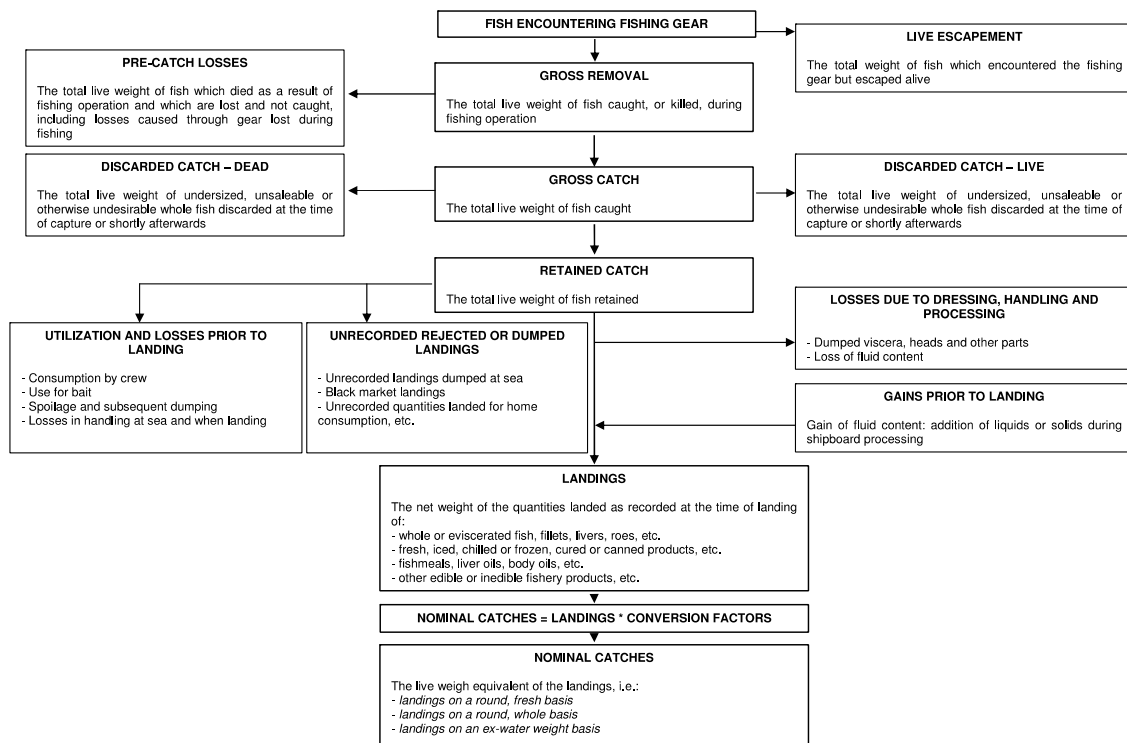 FISH ENCOUNTERING FISHING GEAR
LIVE ESCAPEMENT
The total weight of fish which encountered the fishing
gear but escaped alive
PRE-CATCH LOSSES
The total live weight of fish which died as a result of
fishing operation and which are lost and not caught,
including losses caused through gear lost during
fishing
GROSS REMOVAL
The total live weight of fish caught, or killed, during
fishing operation
DISCARDED CATCH – DEAD
The total live weight of undersized, unsaleable or
otherwise undesirable whole fish discarded at the time
of capture or shortly afterwards
GROSS CATCH
The total live weight of fish caught
DISCARDED CATCH – LIVE
The total live weight of undersized, unsaleable or
otherwise undesirable whole fish discarded at the time of
capture or shortly afterwards
RETAINED CATCH
The total live weight of fish retained
LOSSES DUE TO DRESSING, HANDLING AND
PROCESSING
- Dumped viscera, heads and other parts
- Loss of fluid content
UTILIZATION AND LOSSES PRIOR TO
LANDING
- Consumption by crew
- Use for bait
- Spoilage and subsequent dumping
- Losses in handling at sea and when landing
UNRECORDED REJECTED OR DUMPED
LANDINGS
- Unrecorded landings dumped at sea
- Black market landings
- Unrecorded quantities landed for home
consumption, etc.
GAINS PRIOR TO LANDING
Gain of fluid content: addition of liquids or solids during
shipboard processing
LANDINGS
The net weight of the quantities landed as recorded at the time of landing
of:
- whole or eviscerated fish, fillets, livers, roes, etc.
- fresh, iced, chilled or frozen, cured or canned products, etc.
- fishmeals, liver oils, body oils, etc.
- other edible or inedible fishery products, etc.
NOMINAL CATCHES = LANDINGS * CONVERSION FACTORS
NOMINAL CATCHES
The live weigh equivalent of the landings, i.e.:
- landings on a round, fresh basis
- landings on a round, whole basis
- landings on an ex-water weight basis